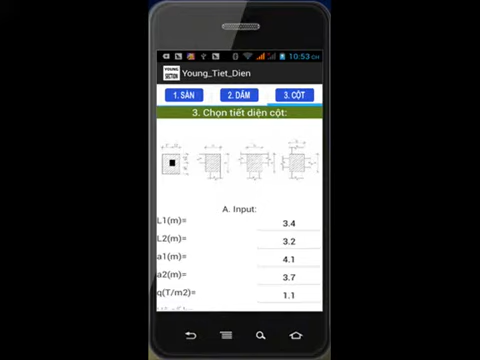 10:53 CH
YOUNG
SECTION
Young_Tiet_Dien
1. SÀN
2. DẦM
3. CỘT
3. Chọn tiết diện cột:
A. Input:
L1(m)= 3.4
L2(m)= 3.2
a1(m)= 4.1
a2(m)= 3.7
q(T/m2)= 1.1